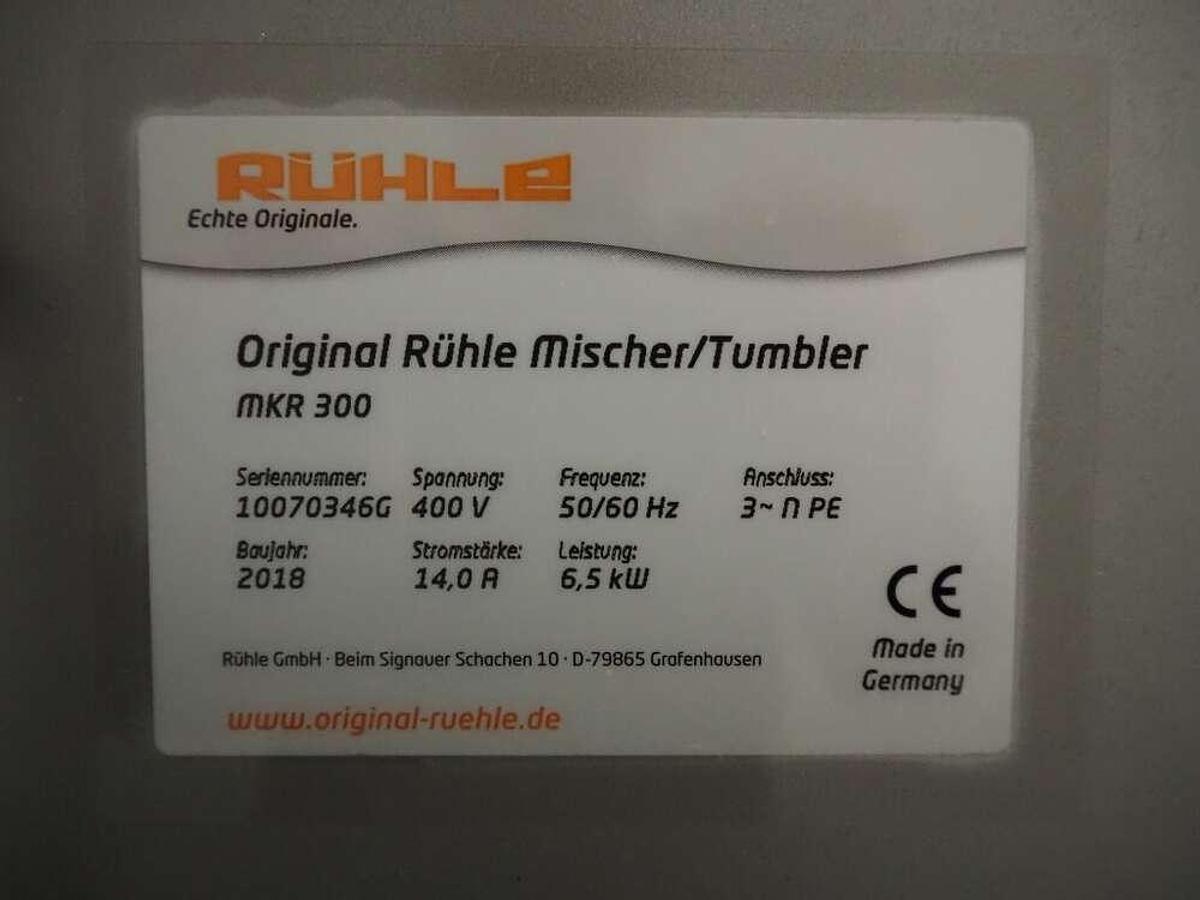 RÜHLe
Echte Originale.
Original Rühle Mischer/Tumbler
MKR 300
Seriennummer: Spannung: Frequenz: Anschluss:
10070346G 400 V 50/60 Hz 3~ N PE
Baujahr: Stromstärke: Leistung:
2018 14,0 A 6,5 kW
CE
Made in
Germany
Rühle GmbH · Beim Signauer Schachen 10 · D-79865 Grafenhausen
www.original-ruehle.de